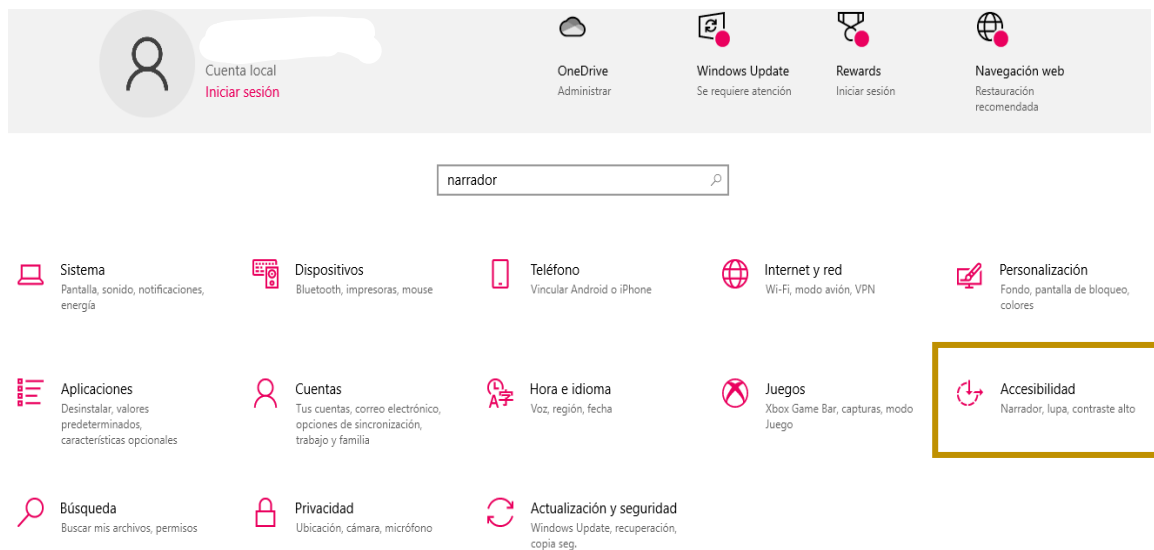 Cuenta local
Iniciar sesión
OneDrive
Administrar
Windows Update
Se requiere atención
Rewards
Iniciar sesión
Navegación web
Restauración
recomendada
narrador
Sistema
Pantalla, sonido, notificaciones,
energía
Dispositivos
Bluetooth, impresoras, mouse
Teléfono
Vincular Android o iPhone
Internet y red
Wi-Fi, modo avión, VPN
Personalización
Fondo, pantalla de bloqueo,
colores
Aplicaciones
Desinstalar, valores
predeterminados,
características opcionales
Cuentas
Tus cuentas, correo electrónico,
opciones de sincronización,
trabajo y familia
Hora e idioma
Voz, región, fecha
Juegos
Xbox Game Bar, capturas, modo
Juego
Accesibilidad
Narrador, lupa, contraste alto
Búsqueda
Buscar mis archivos, permisos
Privacidad
Ubicación, cámara, micrófono
Actualización y seguridad
Windows Update, recuperación,
copia seg.